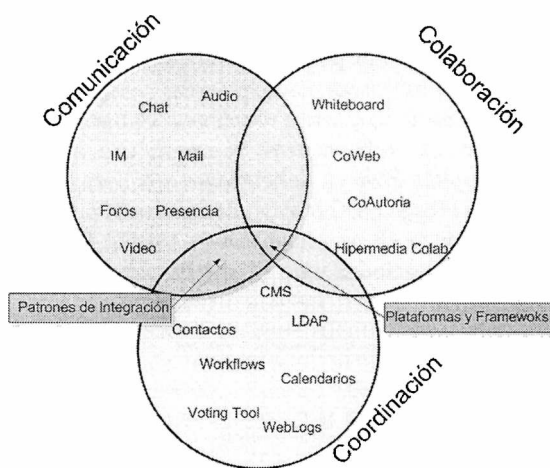 Comunicación
Colaboración
Chat
Audio
IM
Mail
Foros
Presencia
Video
Whiteboard
CoWeb
CoAutoria
Hipermedia Colab.
Patrones de Integración
Plataformas y Framewoks
CMS
LDAP
Contactos
Workflows
Calendarios
Voting Tool
WebLogs
Coordinación